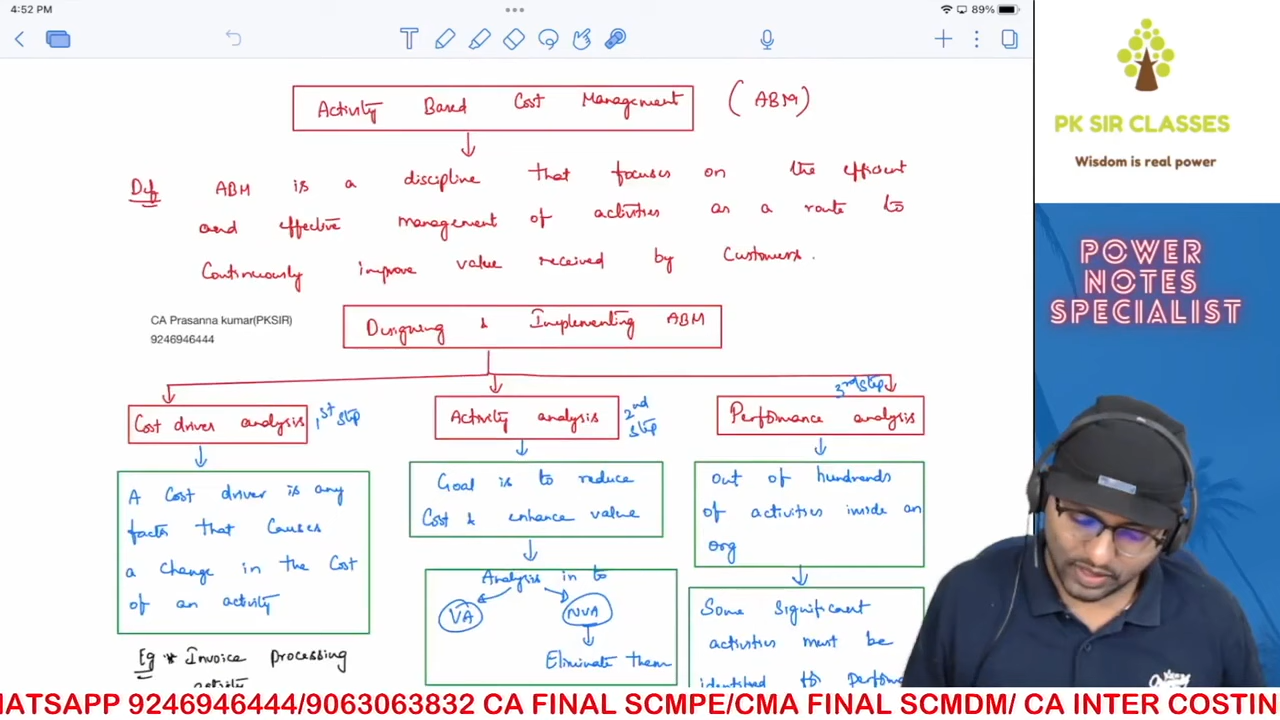 4:52 PM
89%
PK SIR CLASSES
Wisdom is real power
POWER
NOTES
SPECIALIST
Activity Based Cost Management (ABM)
Def ABM is a discipline that focuses on the efficient
and effective management of activities as a route to
Continuously improve value received by Customers.
CA Prasanna kumar(PKSIR)
9246946444
Designing & Implementing ABM
Cost driver analysis 1st step
A Cost driver is any
factor that Causes
a change in the Cost
of an activity
Eg * Invoice processing
activity
Activity analysis 2nd step
Goal is to reduce
Cost & enhance value
Analysis in to
VA NVA
Eliminate them
3rd step
Perfomance analysis
Out of hundrends
of activities inside an
org
Some significant
activities must be
identified for perfoma
HATSAPP 9246946444/9063063832 CA FINAL SCMPE/CMA FINAL SCMDM/ CA INTER COSTIN